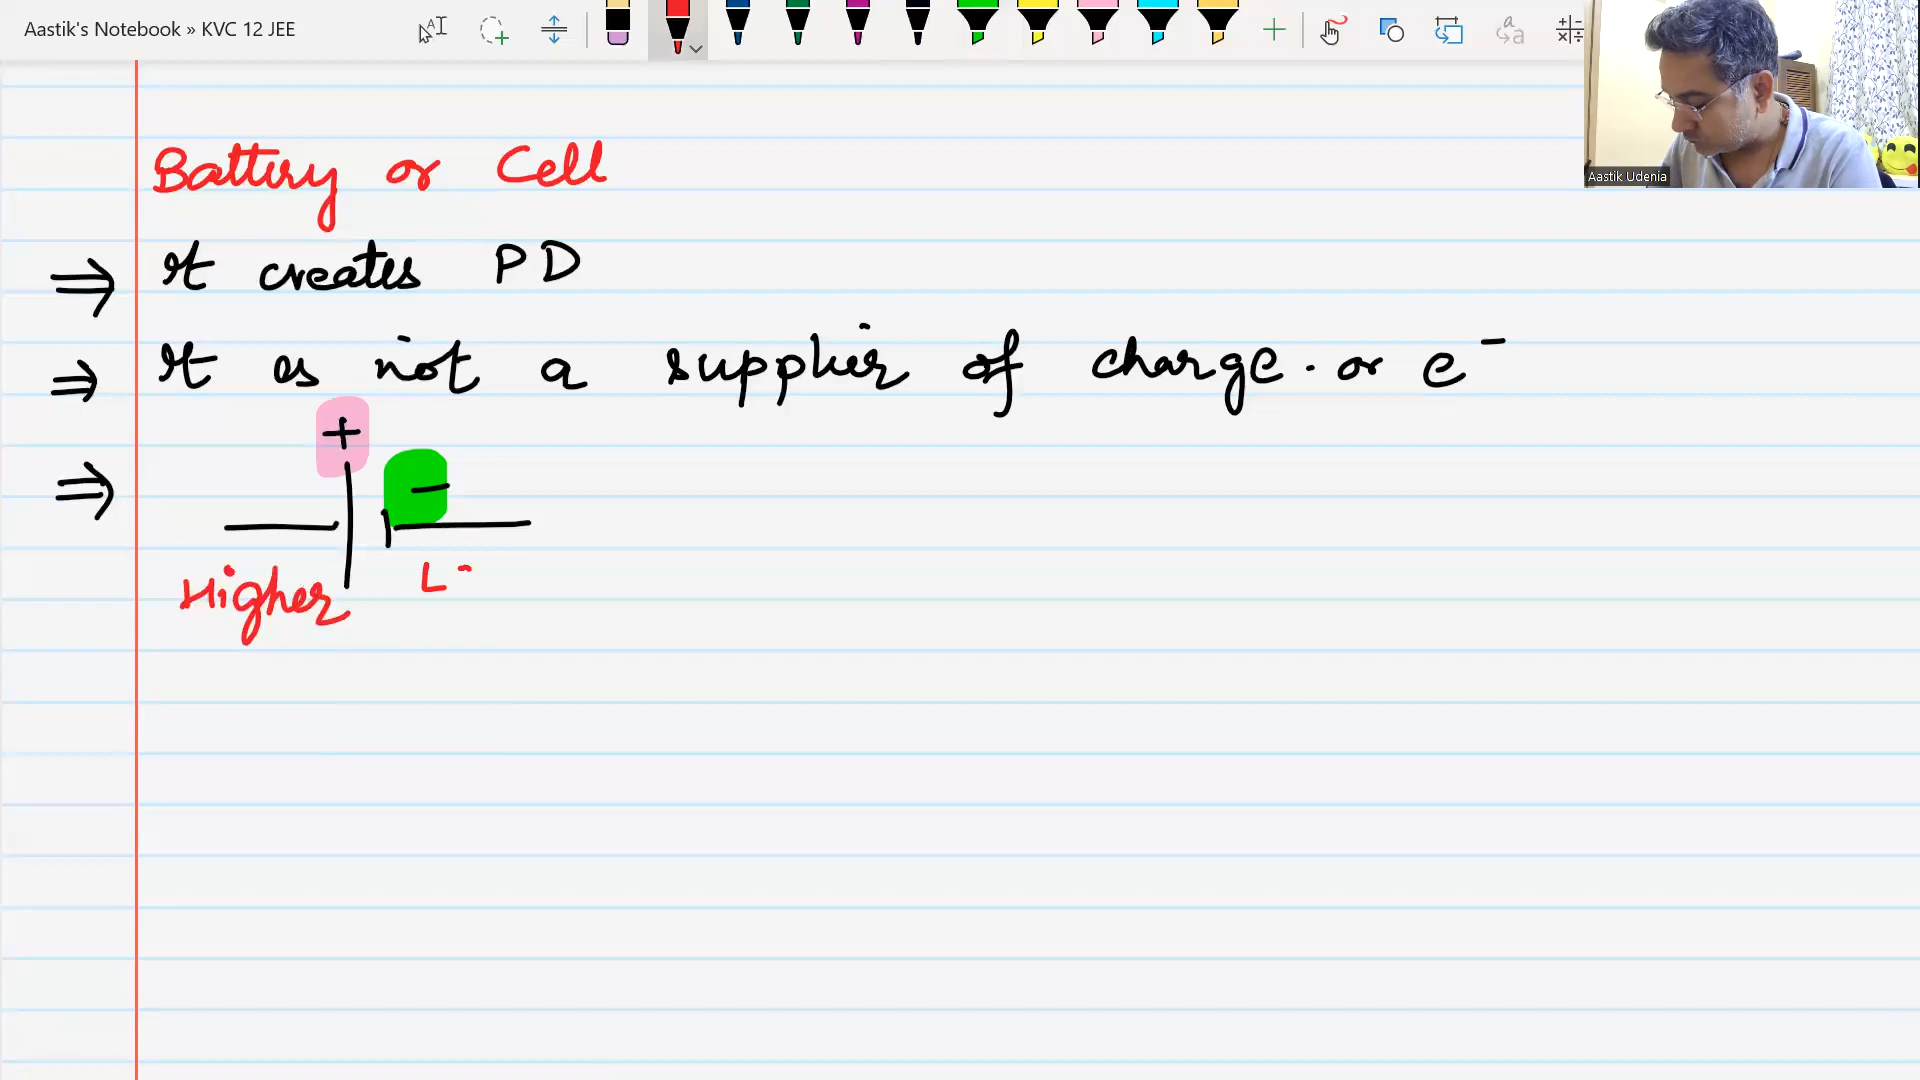 Aastik's Notebook » KVC 12 JEE
Aastik Udenia
Battery or Cell
⇒ It creates PD
⇒ It is not a supplier of charge. or e⁻
⇒
+
−
Higher L